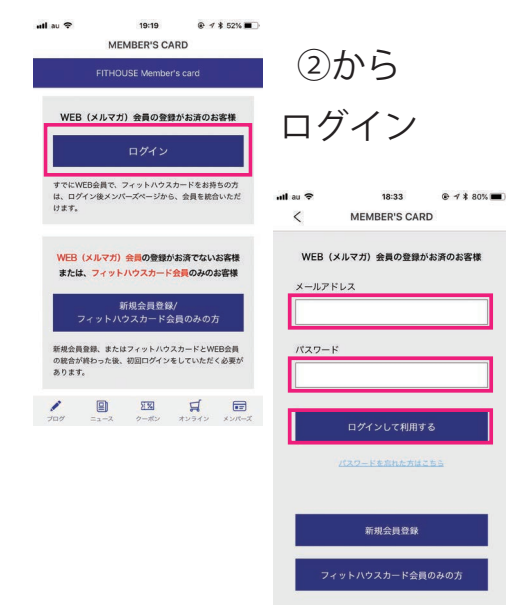 au 19:19 52%
MEMBER'S CARD
FITHOUSE Member's card
WEB（メルマガ）会員の登録がお済のお客様
ログイン
すでにWEB会員で、フィットハウスカードをお持ちの方
は、ログイン後メンバーズページから、会員を統合いただ
けます。
WEB（メルマガ）会員の登録がお済でないお客様
または、フィットハウスカード会員のみのお客様
新規会員登録/
フィットハウスカード会員のみの方
新規会員登録、またはフィットハウスカードとWEB会員
の統合が終わった後、初回ログインをしていただく必要が
あります。
ブログ ニュース クーポン オンライン メンバーズ
②から
ログイン
au 18:33 80%
MEMBER'S CARD
WEB（メルマガ）会員の登録がお済のお客様
メールアドレス
パスワード
ログインして利用する
パスワードを忘れた方はこちら
新規会員登録
フィットハウスカード会員のみの方